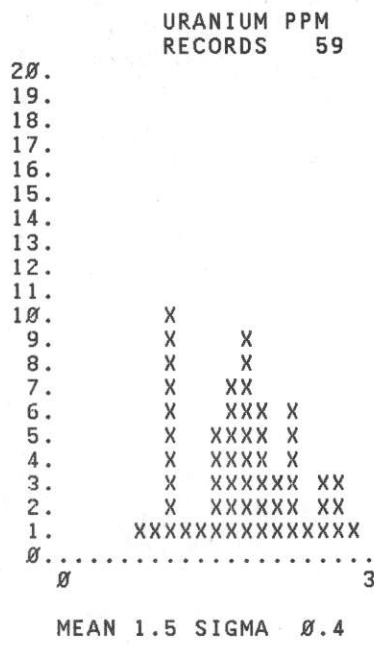 URANIUM PPM
RECORDS   59
2Ø.
19.
18.
17.
16.
15.
14.
13.
12.
11.
1Ø.       X
 9.       X    X
 8.       X    X
 7.       X   XX
 6.       X   XXX X
 5.       X  XXXX X
 4.       X  XXXX X
 3.       X  XXXXXX XX
 2.       X  XXXXXX XX
 1.     XXXXXXXXXXXXXXX
 Ø.....................
Ø 3
MEAN 1.5 SIGMA  Ø.4